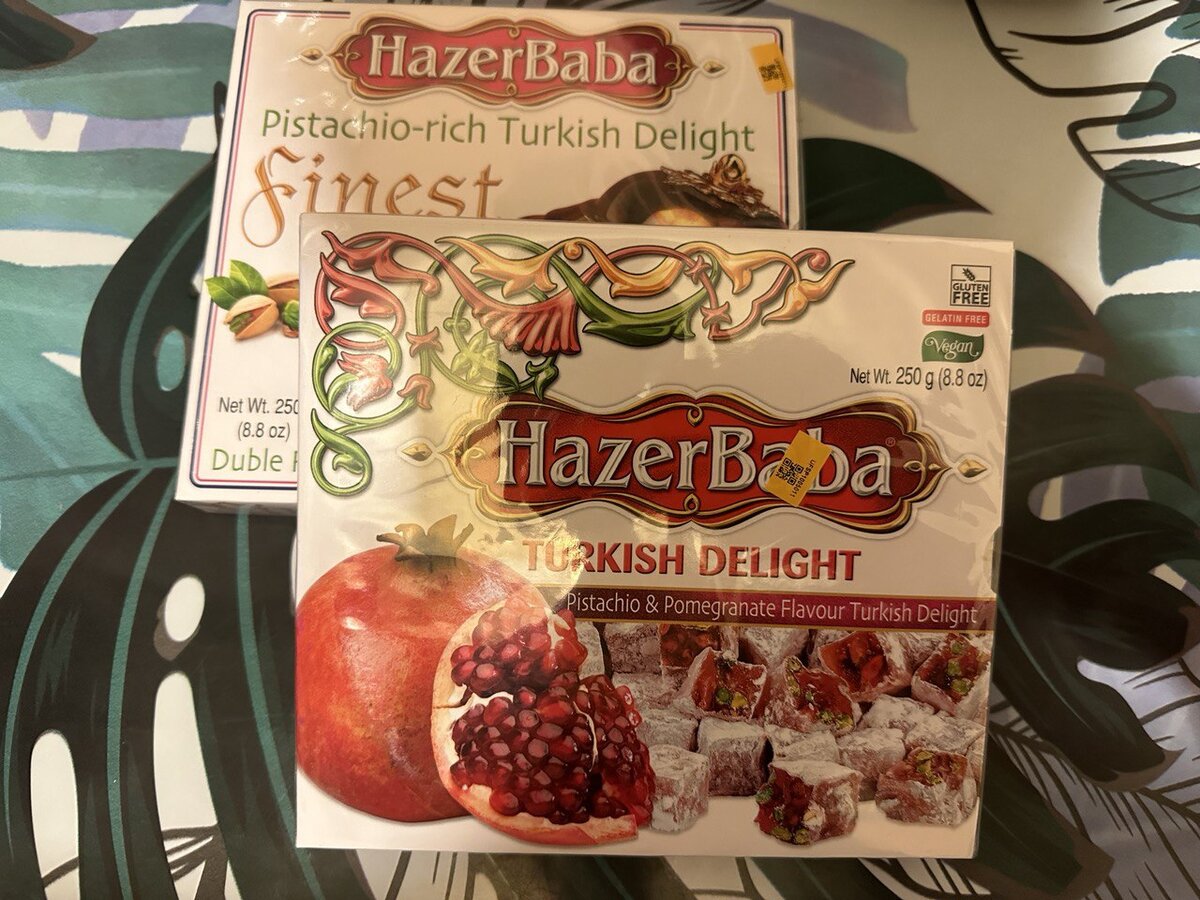 HazerBaba
Pistachio-rich Turkish Delight
Finest
Net Wt. 250
(8.8 oz)
Duble
GLUTEN
FREE
GELATIN FREE
Vegan
Net Wt. 250 g (8.8 oz)
HazerBaba®
TURKISH DELIGHT
Pistachio & Pomegranate Flavour Turkish Delight